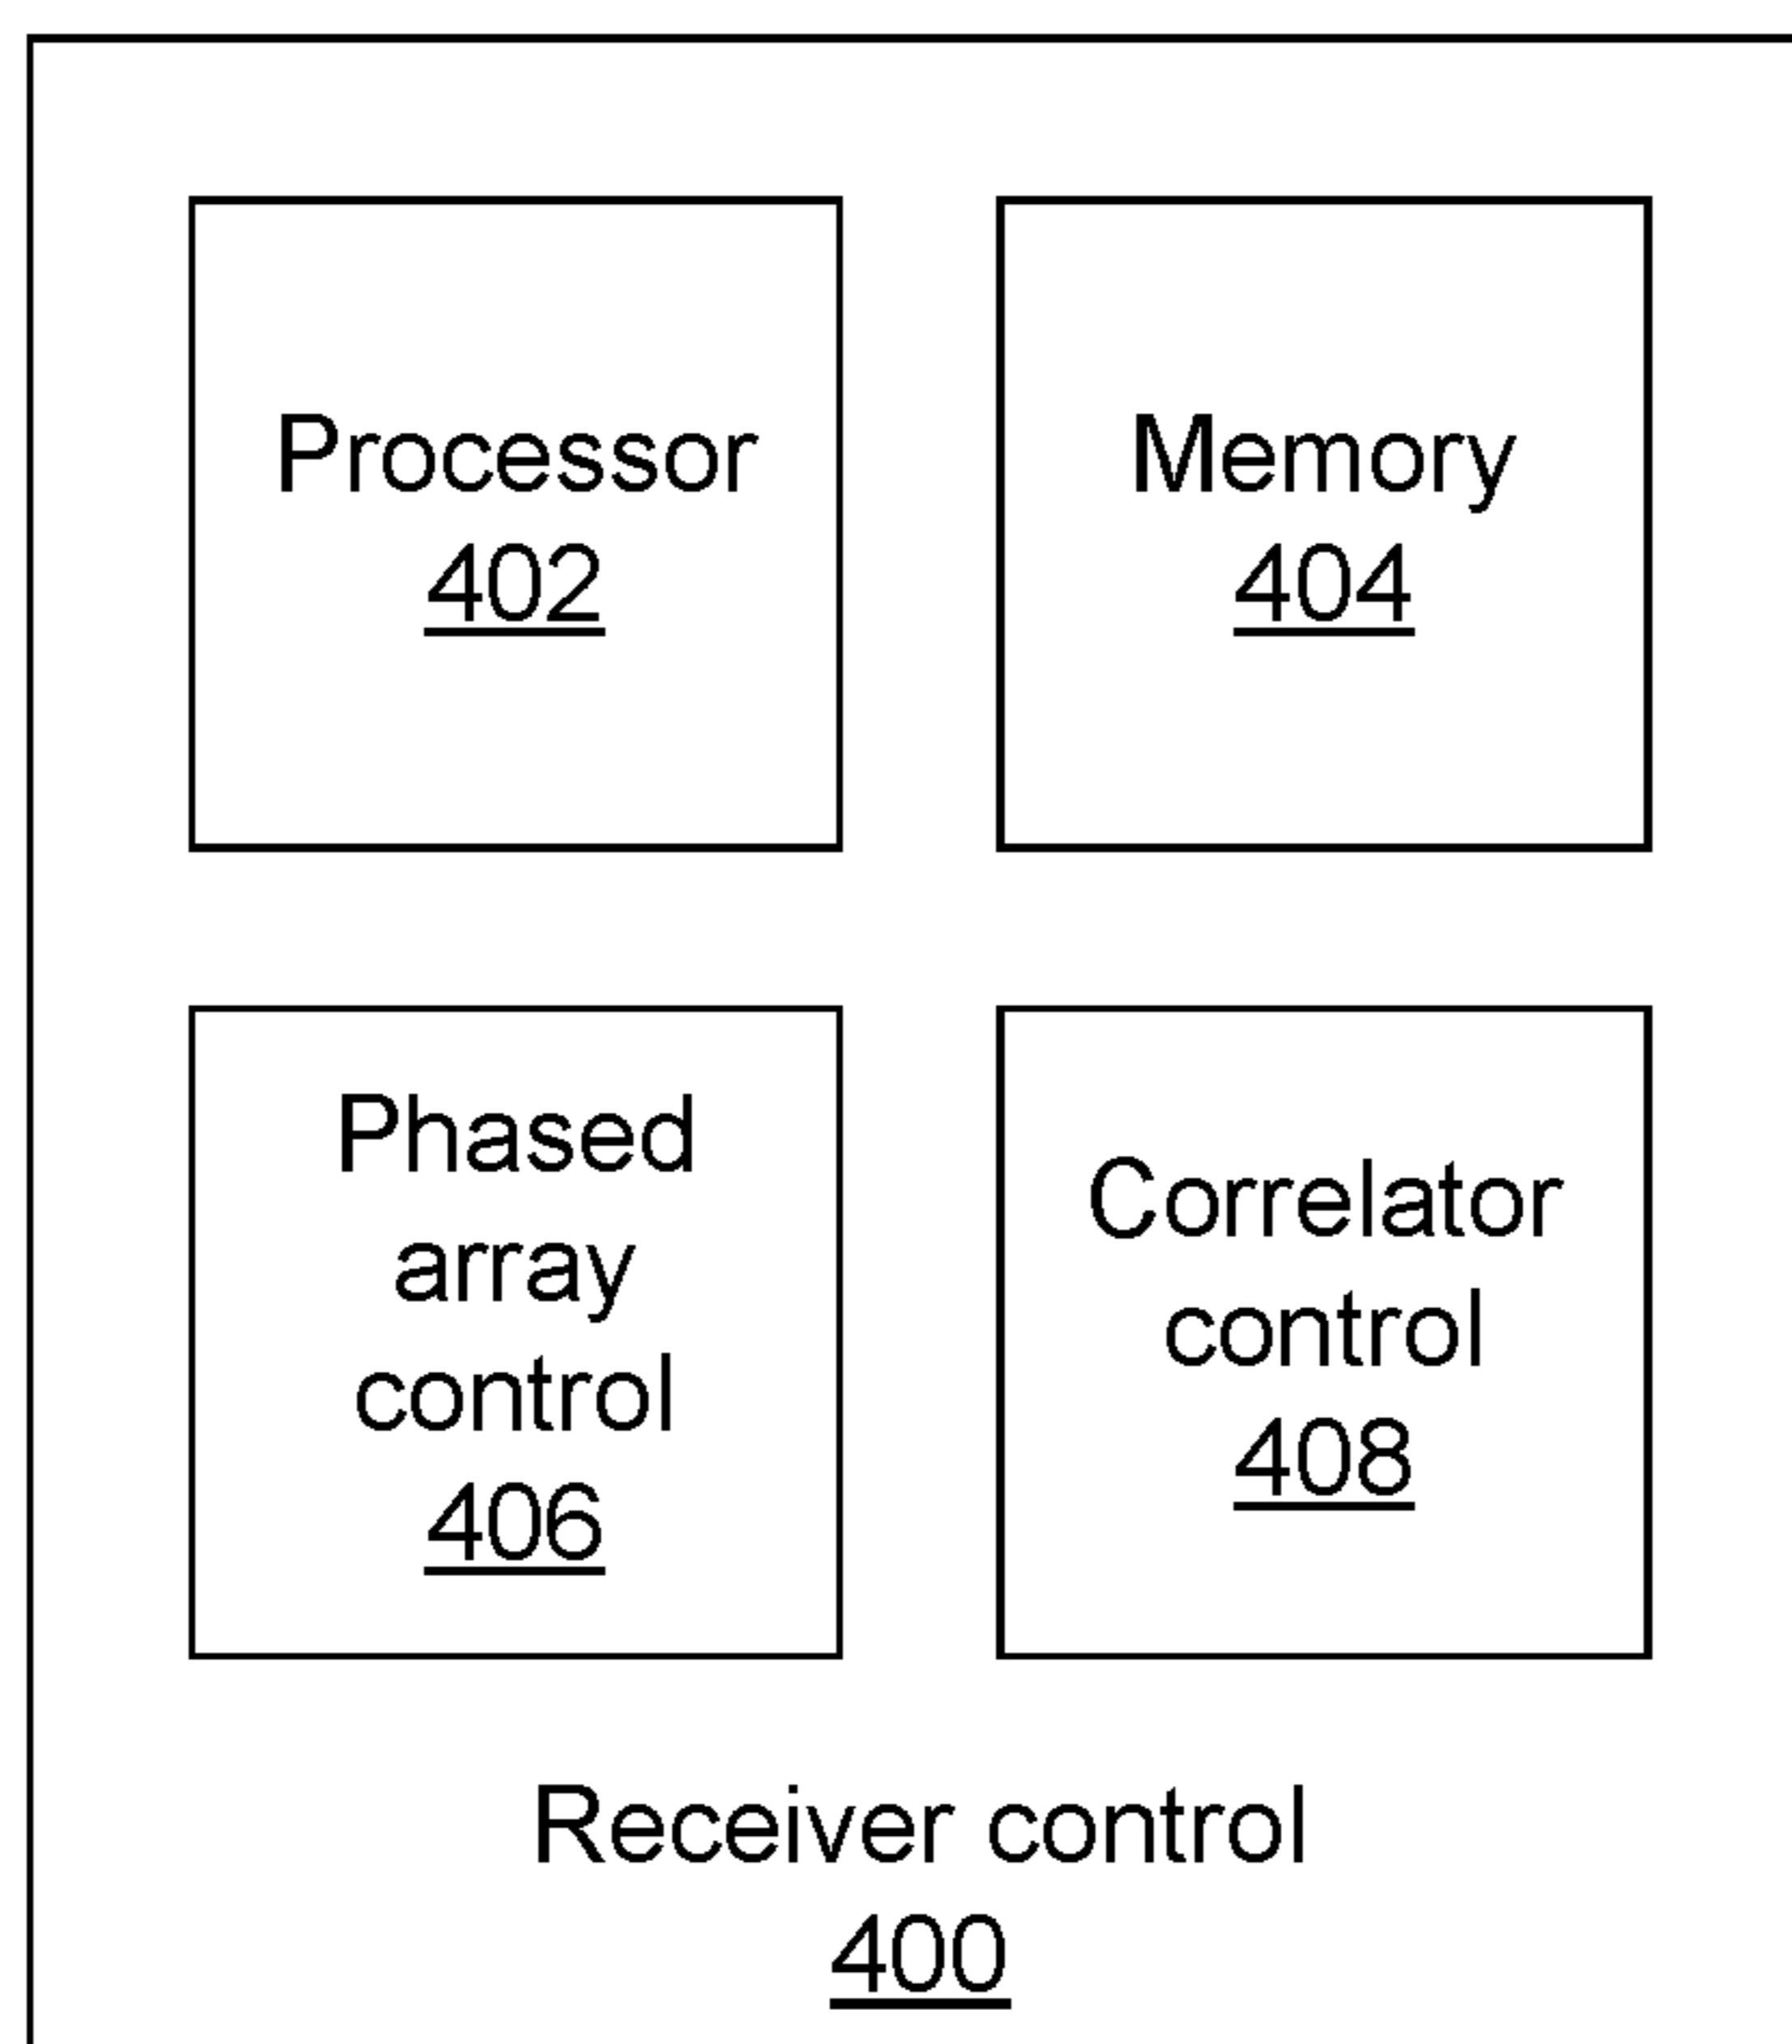 Processor
402
Memory
404
Phased
array
control
406
Correlator
control
408
Receiver control
400